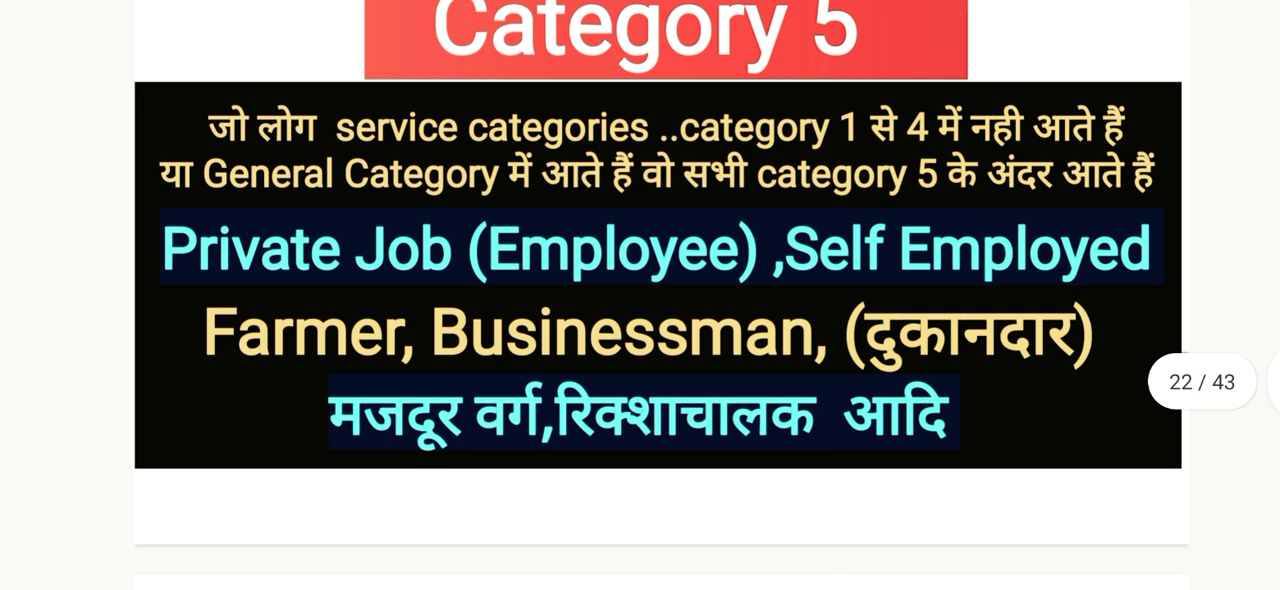 Category 5
जो लोग service categories ..category 1 से 4 में नही आते हैं
या General Category में आते हैं वो सभी category 5 के अंदर आते हैं
Private Job (Employee) ,Self Employed
Farmer, Businessman, (दुकानदार)
22 / 43
मजदूर वर्ग,रिक्शाचालक आदि